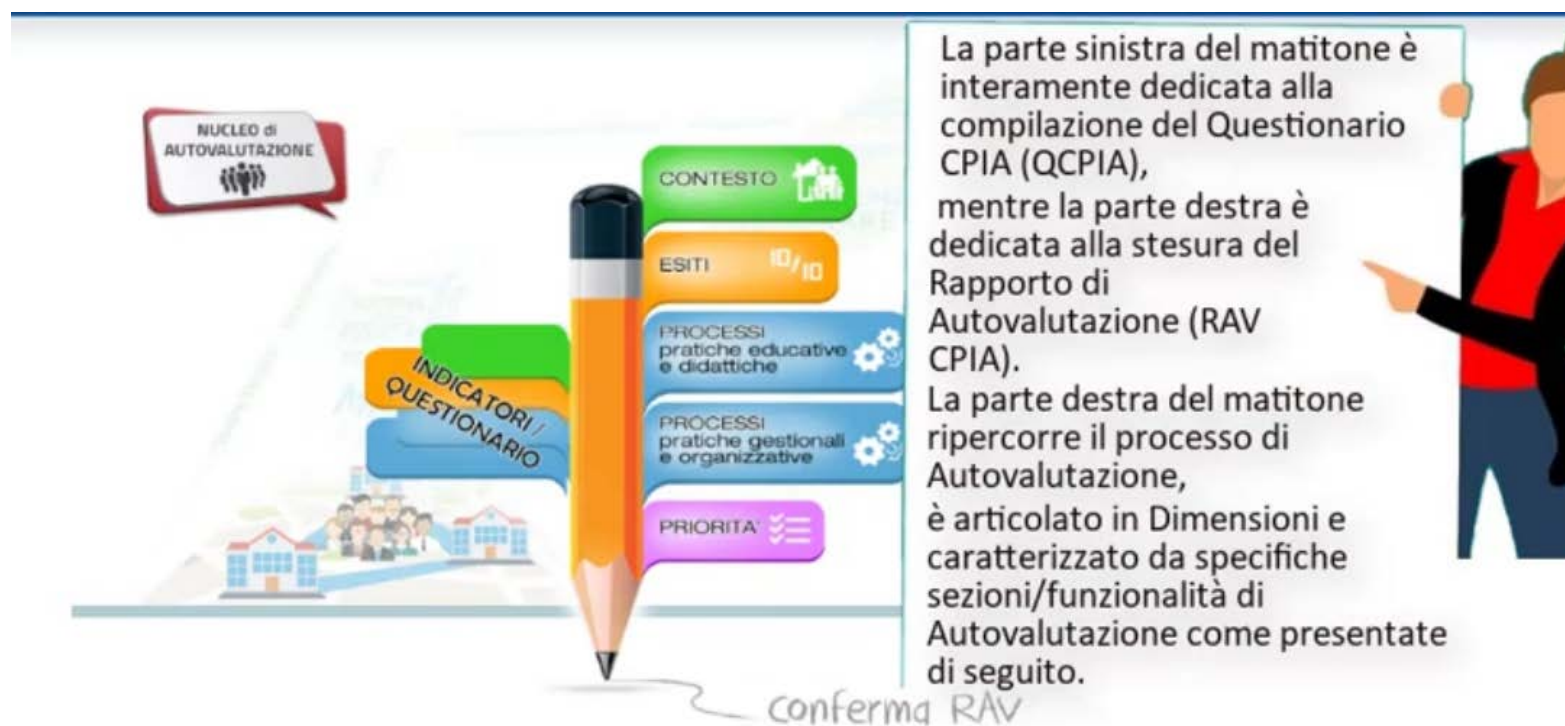 NUCLEO di
AUTOVALUTAZIONE
CONTESTO
ESITI 10/10
PROCESSI
pratiche educative
e didattiche
PROCESSI
pratiche gestionali
e organizzative
PRIORITA'
INDICATORI /
QUESTIONARIO
conferma RAV
La parte sinistra del matitone è
interamente dedicata alla
compilazione del Questionario
CPIA (QCPIA),
mentre la parte destra è
dedicata alla stesura del
Rapporto di
Autovalutazione (RAV
CPIA).
La parte destra del matitone
ripercorre il processo di
Autovalutazione,
è articolato in Dimensioni e
caratterizzato da specifiche
sezioni/funzionalità di
Autovalutazione come presentate
di seguito.